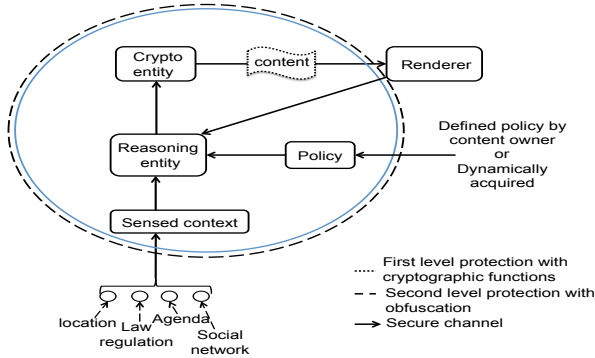 Crypto
entity
content
Renderer
Reasoning
entity
Policy
Defined policy by
content owner
or
Dynamically
acquired
Sensed context
location
Law
regulation
Agenda
Social
network
First level protection with
cryptographic functions
Second level protection with
obfuscation
Secure channel